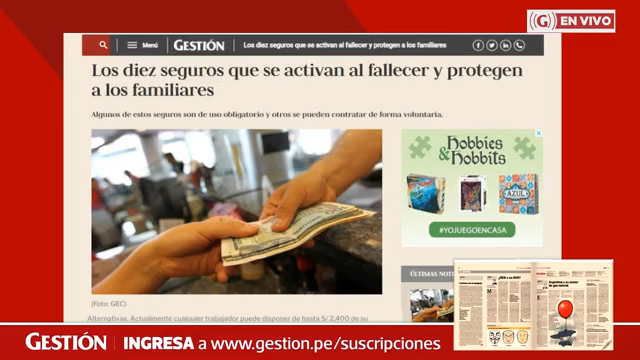 (G) EN VIVO
Menú GESTIÓN Los diez seguros que se activan al fallecer y protegen a los familiares
Los diez seguros que se activan al fallecer y protegen
a los familiares
Algunos de estos seguros son de uso obligatorio y otros se pueden contratar de forma voluntaria.
Hobbies
& Hobbits
AZUL
#YOJUEGOENCASA
ÚLTIMAS NOTI
(Foto: GEC)
Alternativas. Actualmente cualquier trabajador puede disponer de hasta S/ 2,400 de su
GESTIÓN INGRESA a www.gestion.pe/suscripciones